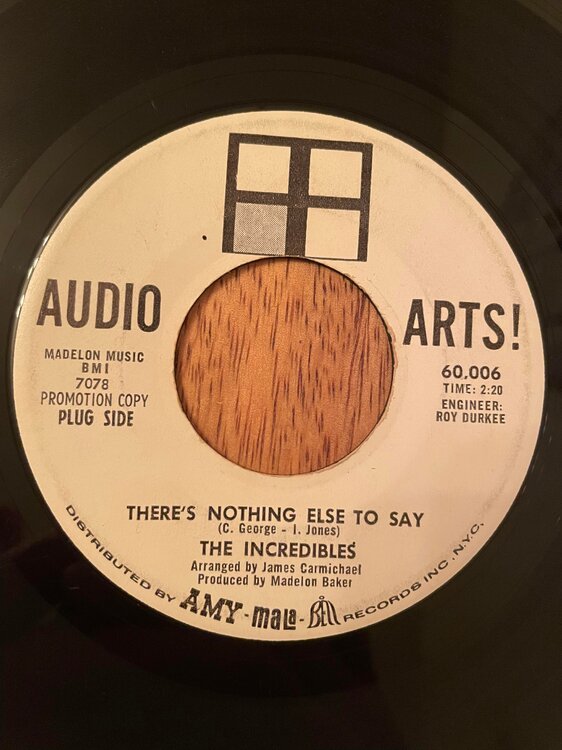 AUDIO ARTS!
MADELON MUSIC
BMI
7078
PROMOTION COPY
PLUG SIDE
60,006
TIME: 2:20
ENGINEER:
ROY DURKEE
THERE'S NOTHING ELSE TO SAY
(C. George - I. Jones)
THE INCREDIBLES
Arranged by James Carmichael
Produced by Madelon Baker
DISTRIBUTED BY AMY - mala - BELL RECORDS INC. N.Y.C.